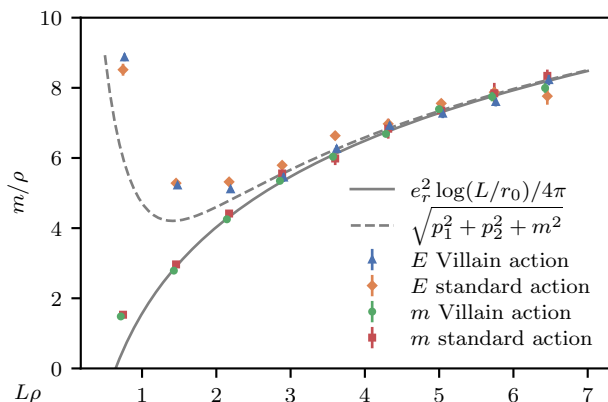 10
8
6
4
2
0
m/ρ
e_r^2 log(L/r_0)/4π
√(p_1^2 + p_2^2 + m^2)
E Villain action
E standard action
m Villain action
m standard action
Lρ 1 2 3 4 5 6 7